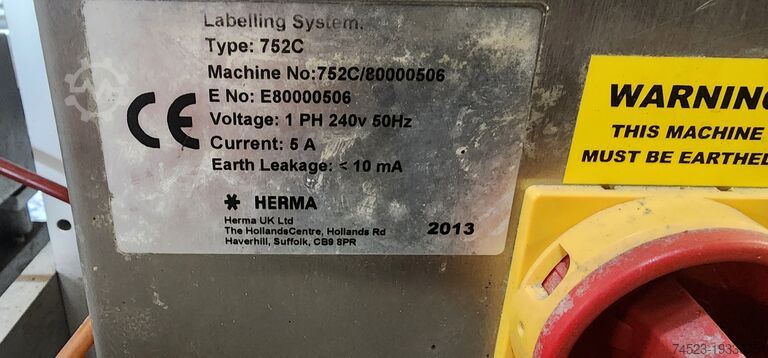 Labelling System.
Type: 752C
Machine No:752C/80000506
E No: E80000506
Voltage: 1 PH 240v 50Hz
Current: 5 A
Earth Leakage: < 10 mA
CE
HERMA
Herma UK Ltd
The HollandsCentre, Hollands Rd
Haverhill, Suffolk, CB9 8PR
2013
WARNING
THIS MACHINE
MUST BE EARTHED